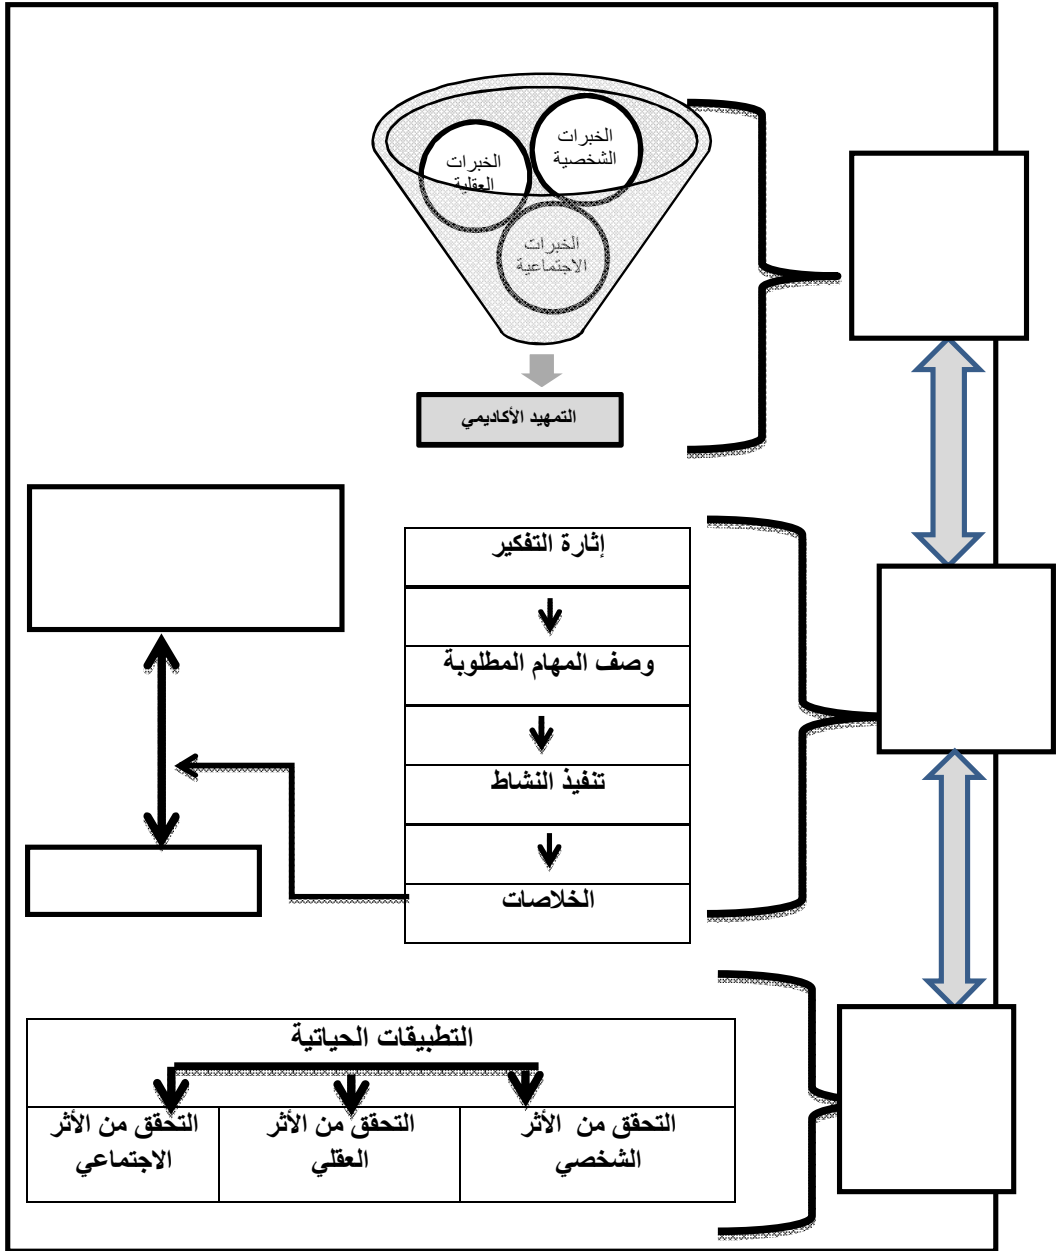 الخبرات
الشخصية
الخبرات
العقلية
الخبرات
الاجتماعية
التمهيد الأكاديمي
إثارة التفكير
وصف المهام المطلوبة
تنفيذ النشاط
الخلاصات
التطبيقات الحياتية
التحقق من الأثر
الشخصي
التحقق من الأثر
العقلي
التحقق من الأثر
الاجتماعي